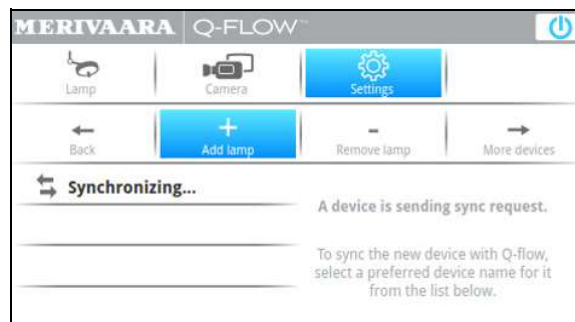 MERIVAARA Q-FLOW™
Lamp Camera Settings
Back Add lamp Remove lamp More devices
Synchronizing...
A device is sending sync request.
To sync the new device with Q-flow,
select a preferred device name for it
from the list below.